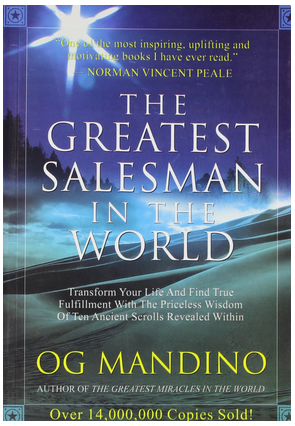 "One of the most inspiring, uplifting and
motivating books I have ever read."
— NORMAN VINCENT PEALE
THE
GREATEST
SALESMAN
IN THE
WORLD
Transform Your Life And Find True
Fulfillment With The Priceless Wisdom
Of Ten Ancient Scrolls Revealed Within
OG MANDINO
AUTHOR OF THE GREATEST MIRACLES IN THE WORLD
Over 14,000,000 Copies Sold!